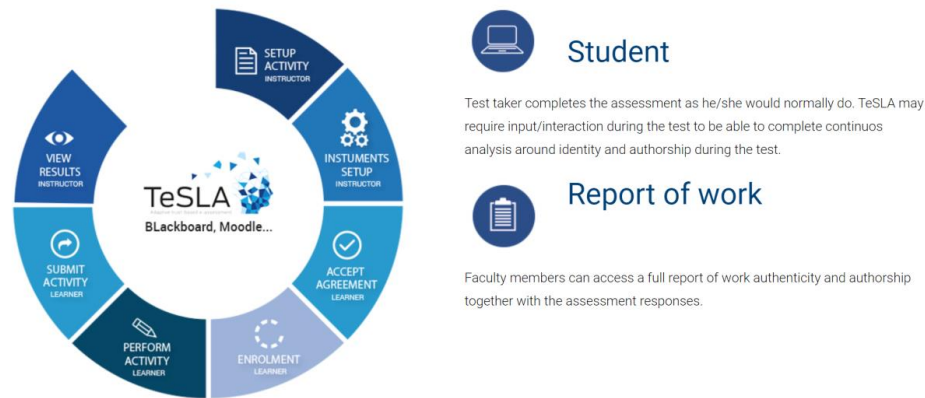 SETUP
ACTIVITY
INSTRUCTOR
INSTUMENTS
SETUP
INSTRUCTOR
ACCEPT
AGREEMENT
LEARNER
ENROLMENT
LEARNER
PERFORM
ACTIVITY
LEARNER
SUBMIT
ACTIVITY
LEARNER
VIEW
RESULTS
INSTRUCTOR
TeSLA
Adaptive trust-based e-assessment
BLackboard, Moodle...
Student
Test taker completes the assessment as he/she would normally do. TeSLA may
require input/interaction during the test to be able to complete continuos
analysis around identity and authorship during the test.
Report of work
Faculty members can access a full report of work authenticity and authorship
together with the assessment responses.